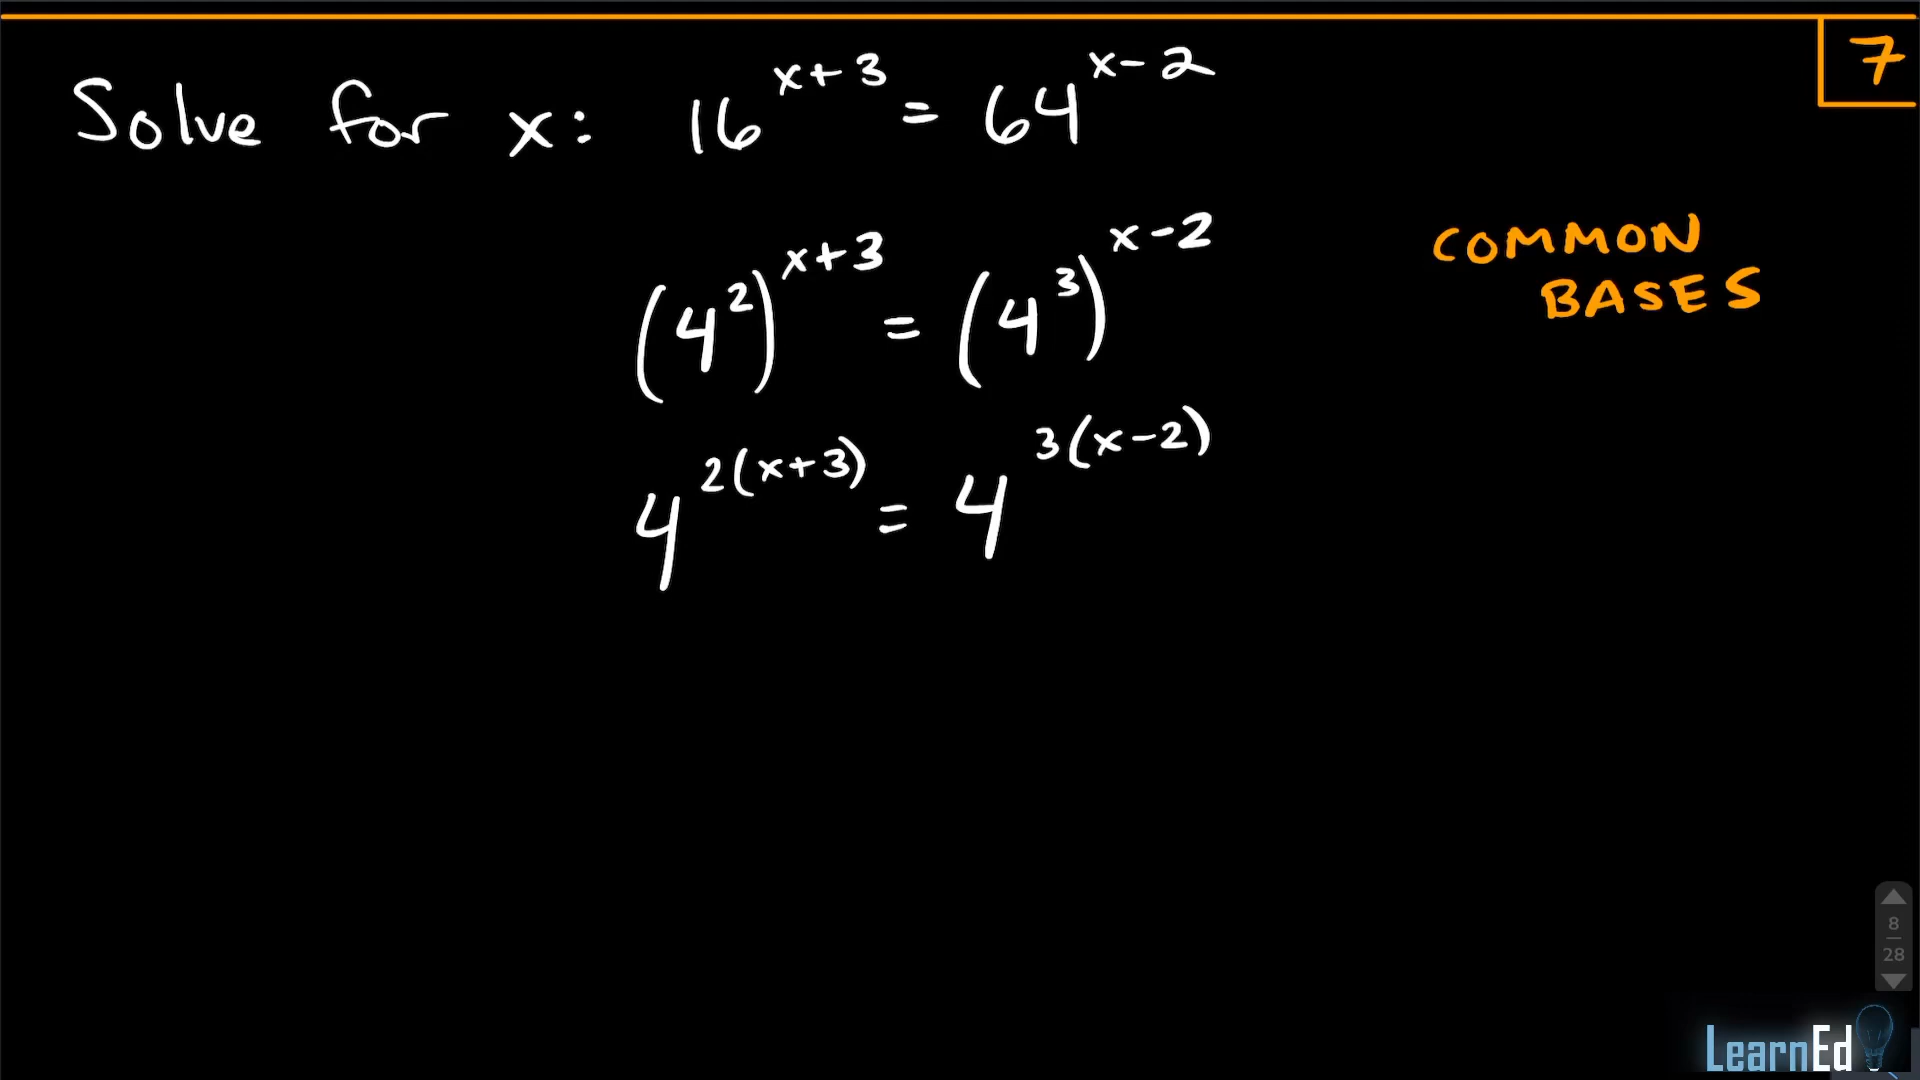 7
Solve for x: 16^{x+3} = 64^{x-2}
(4^2)^{x+3} = (4^3)^{x-2}
COMMON
BASES
4^{2(x+3)} = 4^{3(x-2)}
8
28
LearnEd